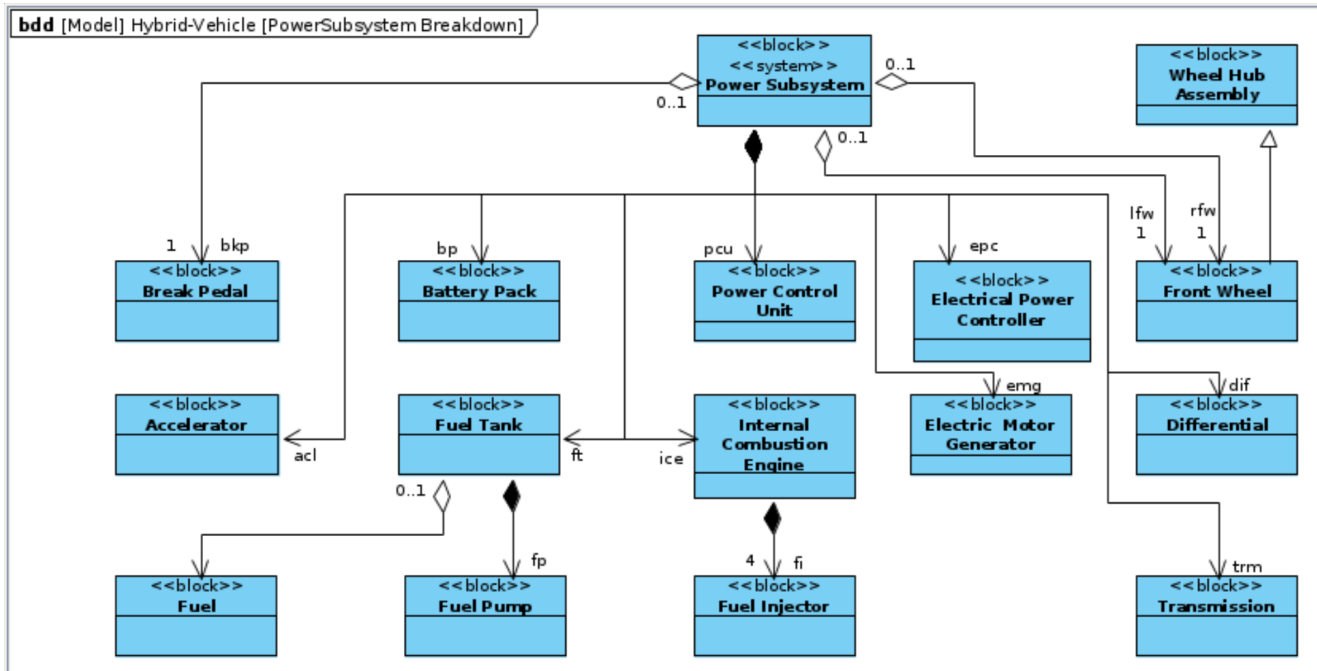 bdd [Model] Hybrid-Vehicle [PowerSubsystem Breakdown]
<<block>>
<<system>>
Power Subsystem
0..1
0..1
0..1
0..1
<<block>>
Wheel Hub
Assembly
1
bkp
bp
pcu
epc
lfw
1
rfw
1
<<block>>
Break Pedal
<<block>>
Battery Pack
<<block>>
Power Control
Unit
<<block>>
Electrical Power
Controller
<<block>>
Front Wheel
emg
dif
<<block>>
Accelerator
acl
<<block>>
Fuel Tank
ft
ice
<<block>>
Internal
Combustion
Engine
<<block>>
Electric Motor
Generator
<<block>>
Differential
0..1
fp
4
fi
trm
<<block>>
Fuel
<<block>>
Fuel Pump
<<block>>
Fuel Injector
<<block>>
Transmission